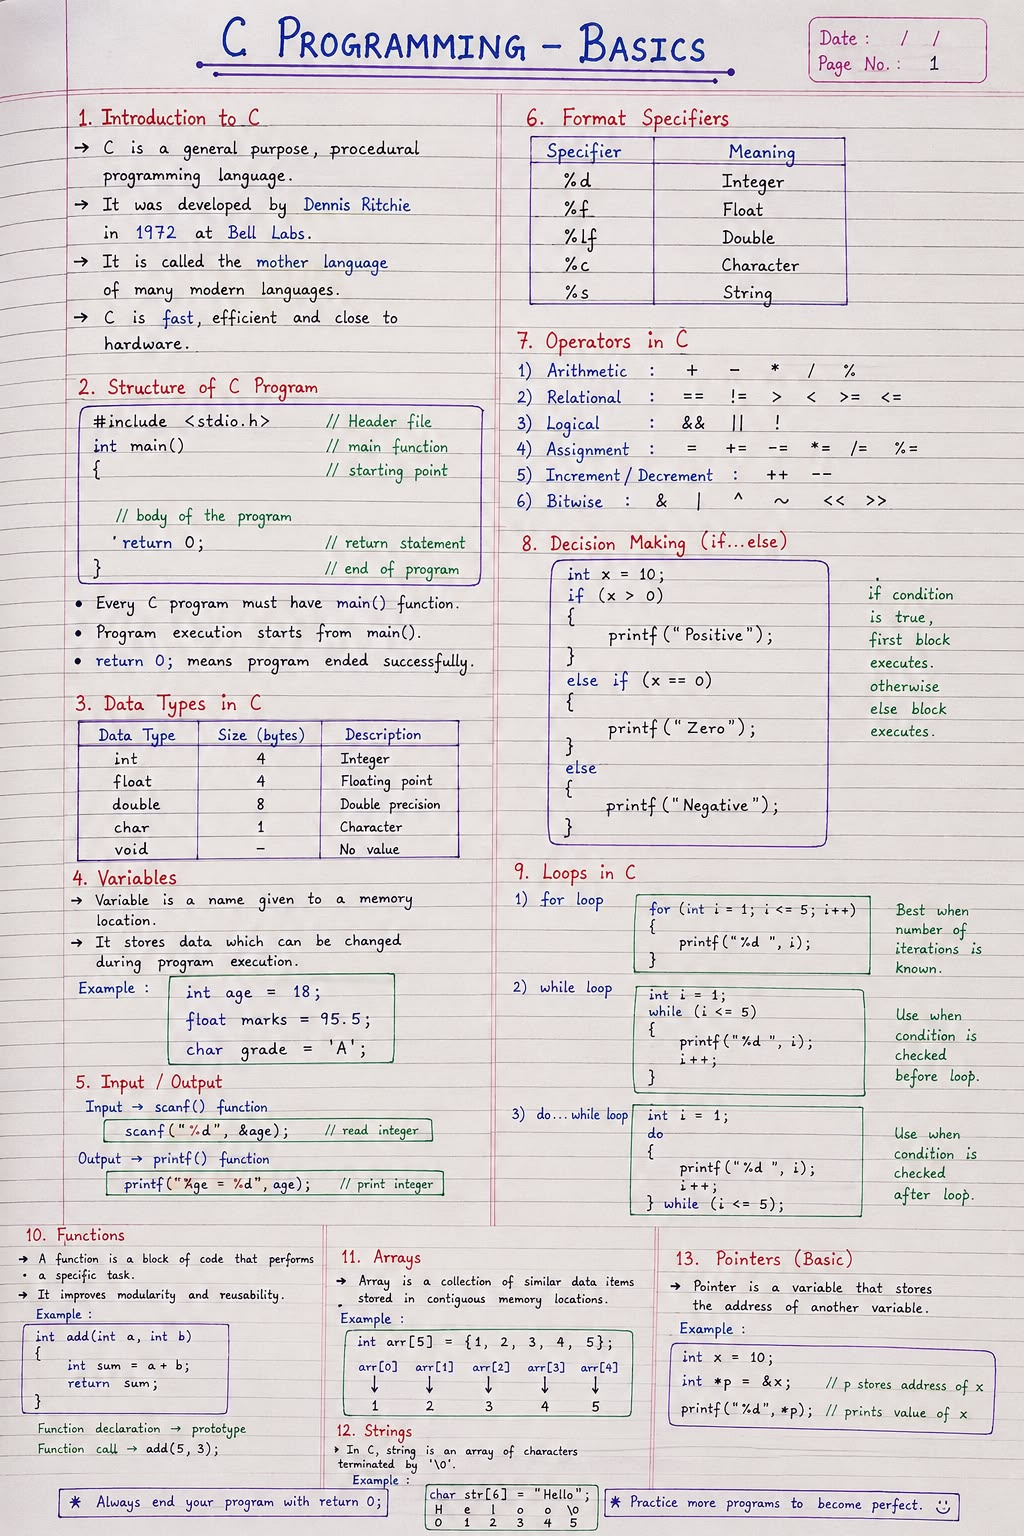 C PROGRAMMING – BASICS
Date : / /
Page No. : 1
1. Introduction to C
→ C is a general purpose, procedural
programming language.
→ It was developed by Dennis Ritchie
in 1972 at Bell Labs.
→ It is called the mother language
of many modern languages.
→ C is fast, efficient and close to
hardware.
2. Structure of C Program
#include <stdio.h> // Header file
int main() // main function
{ // starting point
// body of the program
return 0; // return statement
} // end of program
• Every C program must have main() function.
• Program execution starts from main().
• return 0; means program ended successfully.
3. Data Types in C
Data Type Size (bytes) Description
int 4 Integer
float 4 Floating point
double 8 Double precision
char 1 Character
void – No value
4. Variables
→ Variable is a name given to a memory
location.
→ It stores data which can be changed
during program execution.
Example :
int age = 18;
float marks = 95.5;
char grade = 'A';
5. Input / Output
Input → scanf() function
scanf("%d", &age); // read integer
Output → printf() function
printf("%ge = %d", age); // print integer
6. Format Specifiers
Specifier Meaning
%d Integer
%f Float
%lf Double
%c Character
%s String
7. Operators in C
1) Arithmetic : + - * / %
2) Relational : == != > < >= <=
3) Logical : && || !
4) Assignment : = += -= *= /= %=
5) Increment / Decrement : ++ --
6) Bitwise : & | ^ ~ << >>
8. Decision Making (if...else)
int x = 10;
if (x > 0)
{
printf("Positive");
}
else if (x == 0)
{
printf("Zero");
}
else
{
printf("Negative");
}
if condition
is true,
first block
executes.
otherwise
else block
executes.
9. Loops in C
1) for loop
for (int i = 1; i <= 5; i++)
{
printf("%d ", i);
}
Best when
number of
iterations is
known.
2) while loop
int i = 1;
while (i <= 5)
{
printf("%d ", i);
i++;
}
Use when
condition is
checked
before loop.
3) do...while loop
int i = 1;
do
{
printf("%d ", i);
i++;
} while (i <= 5);
Use when
condition is
checked
after loop.
10. Functions
→ A function is a block of code that performs
• a specific task.
→ It improves modularity and reusability.
Example :
int add(int a, int b)
{
int sum = a + b;
return sum;
}
Function declaration → prototype
Function call → add(5, 3);
11. Arrays
→ Array is a collection of similar data items
stored in contiguous memory locations.
Example :
int arr[5] = {1, 2, 3, 4, 5};
arr[0] arr[1] arr[2] arr[3] arr[4]
↓ ↓ ↓ ↓ ↓
1 2 3 4 5
12. Strings
In C, string is an array of characters
terminated by '\0'.
Example :
char str[6] = "Hello";
H e l o o \0
0 1 2 3 4 5
13. Pointers (Basic)
→ Pointer is a variable that stores
the address of another variable.
Example :
int x = 10;
int *p = &x; // p stores address of x
printf("%d", *p); // prints value of x
* Always end your program with return 0;
* Practice more programs to become perfect. ☺